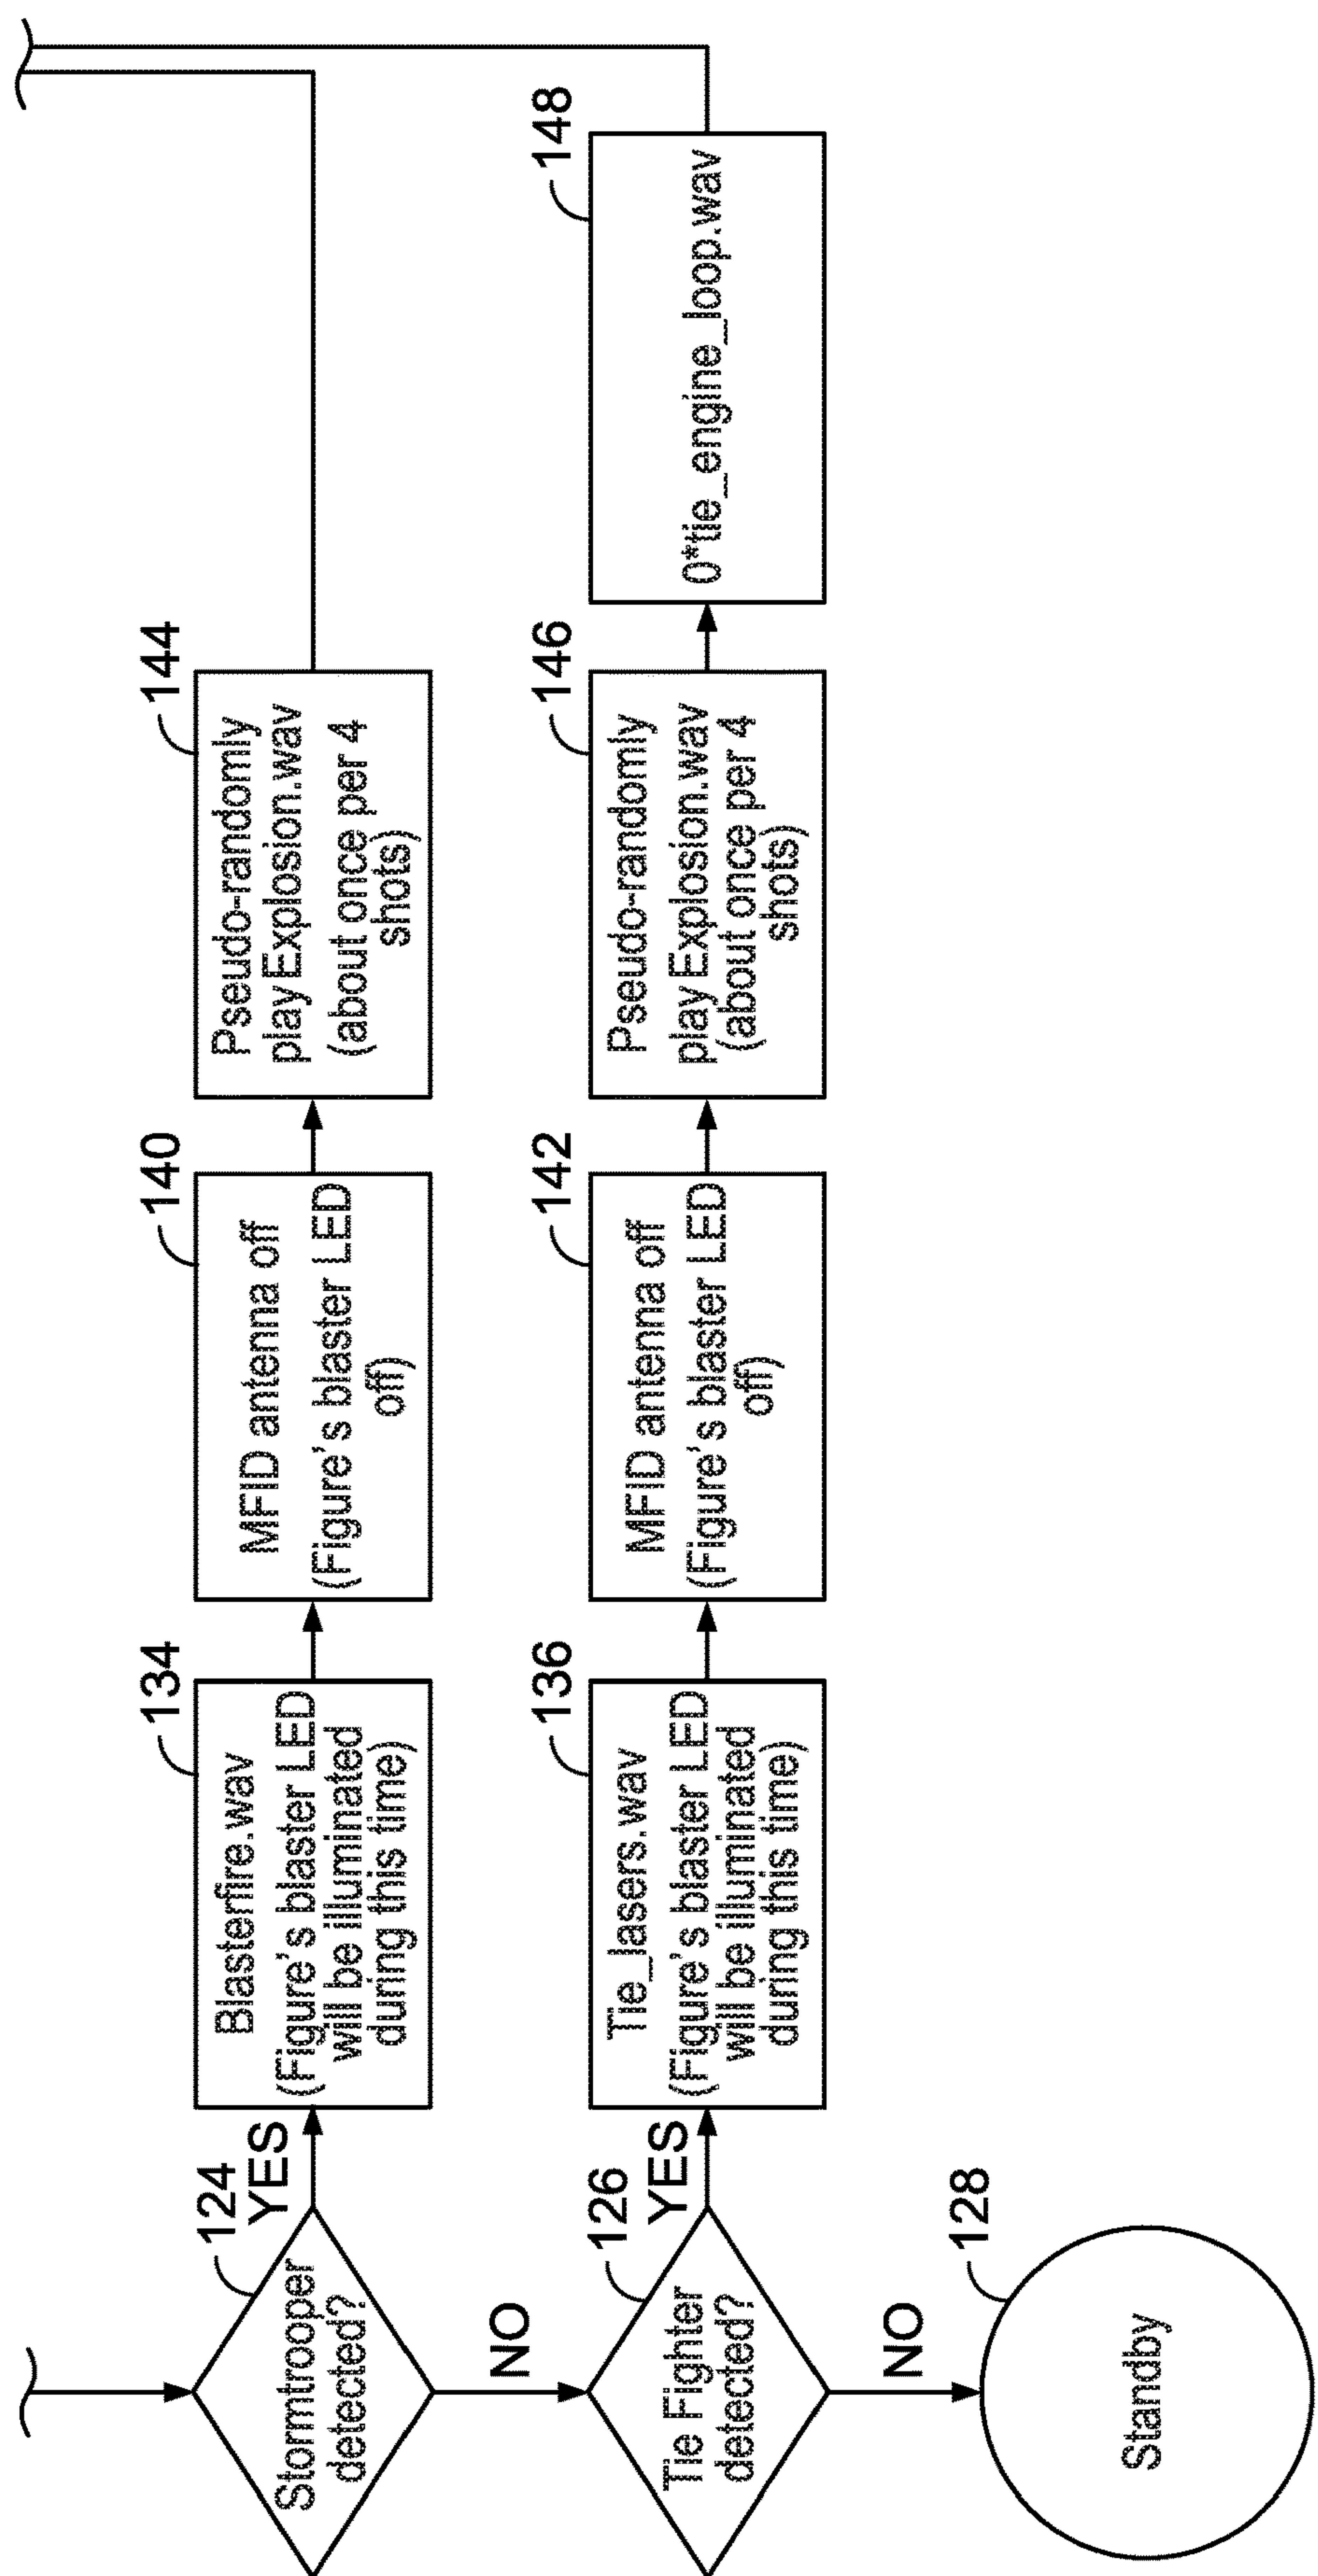 124
Stormtrooper
detected?
YES
134
Blasterfire.wav
(Figure's blaster LED
will be illuminated
during this time)
140
MFID antenna off
(Figure's blaster LED
off)
144
Pseudo-randomly
play Explosion.wav
(about once per 4
shots)
NO
126
Tie Fighter
detected?
YES
136
Tie_lasers.wav
(Figure's blaster LED
will be illuminated
during this time)
142
MFID antenna off
(Figure's blaster LED
off)
146
Pseudo-randomly
play Explosion.wav
(about once per 4
shots)
148
0*tie_engine_loop.wav
NO
128
Standby